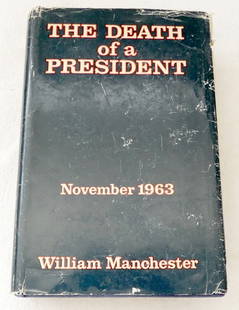 THE DEATH
of a
PRESIDENT
November 1963
William Manchester